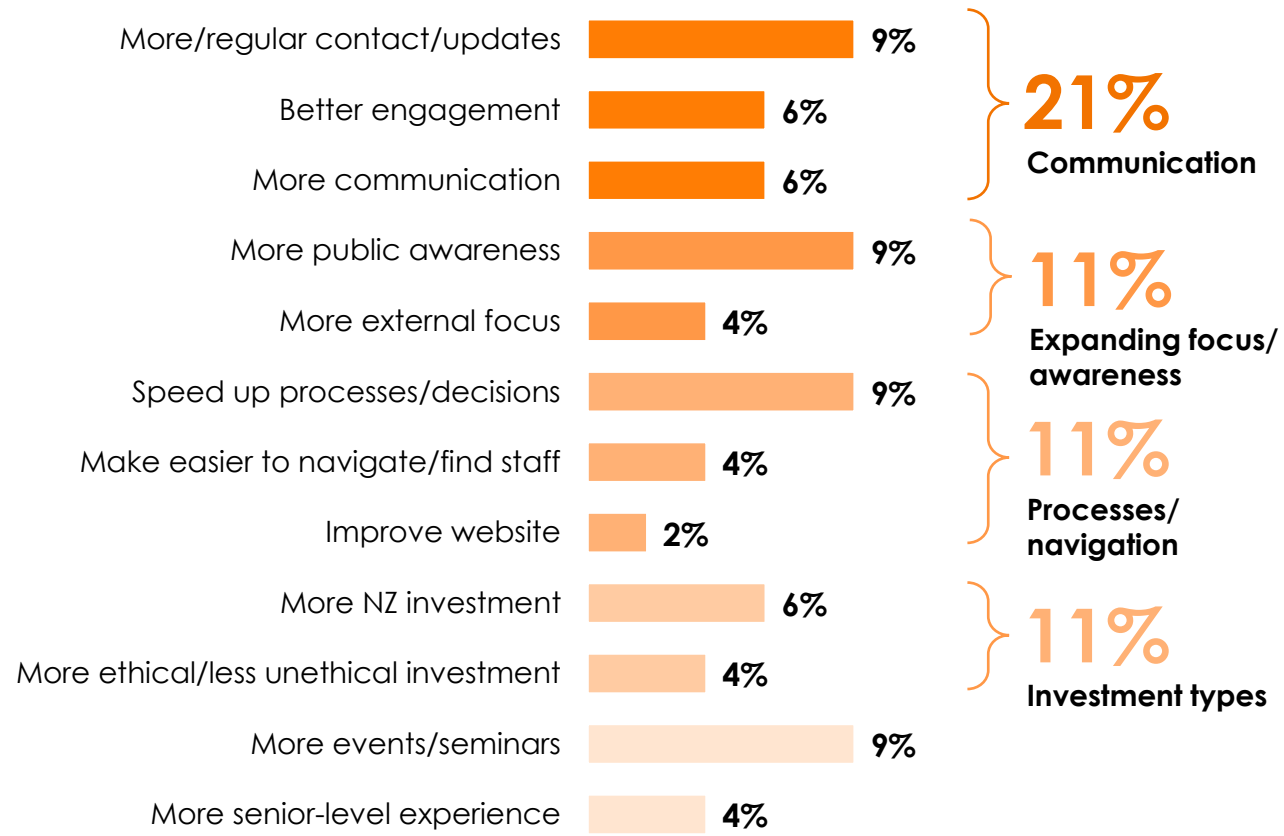 More/regular contact/updates 9%
Better engagement 6%
More communication 6%
21%
Communication
More public awareness 9%
More external focus 4%
11%
Expanding focus/
awareness
Speed up processes/decisions 9%
Make easier to navigate/find staff 4%
Improve website 2%
11%
Processes/
navigation
More NZ investment 6%
More ethical/less unethical investment 4%
11%
Investment types
More events/seminars 9%
More senior-level experience 4%